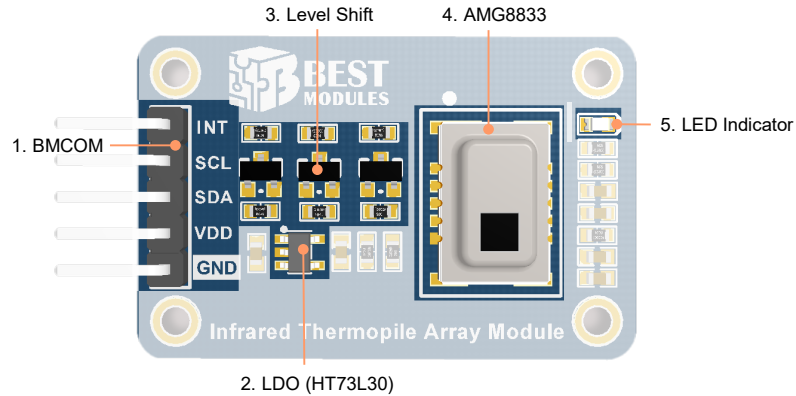 3. Level Shift
4. AMG8833
BEST
MODULES
5. LED Indicator
1. BMCOM
INT
SCL
SDA
VDD
GND
Infrared Thermopile Array Module
2. LDO (HT73L30)